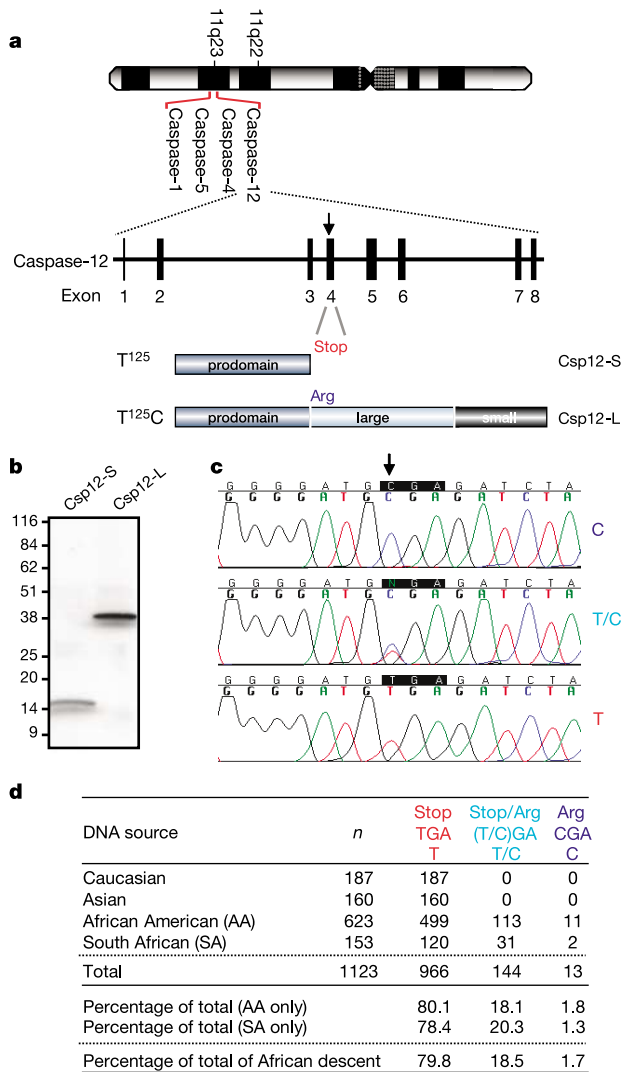 a
11q23 11q22
Caspase-1
Caspase-5
Caspase-4
Caspase-12
Caspase-12
Exon 1 2 3 4 5 6 7 8
Stop
T125 prodomain Csp12-S
Arg
T125C prodomain large small Csp12-L
b
Csp12-S
Csp12-L
116
84
62
51
38
25
20
14
9
c
G G G G A T G C G A G A T C T A
G G G G A T G C G A G A T C T A
C
G G G G A T G N G A G A T C T A
G G G G A T G C G A G A T C T A
T/C
G G G G A T G T G A G A T C T A
G G G G A T G T G A G A T C T A
T
d
DNA source n Stop TGA T Stop/Arg (T/C)GA T/C Arg CGA C
Caucasian 187 187 0 0
Asian 160 160 0 0
African American (AA) 623 499 113 11
South African (SA) 153 120 31 2
Total 1123 966 144 13
Percentage of total (AA only) 80.1 18.1 1.8
Percentage of total (SA only) 78.4 20.3 1.3
Percentage of total of African descent 79.8 18.5 1.7